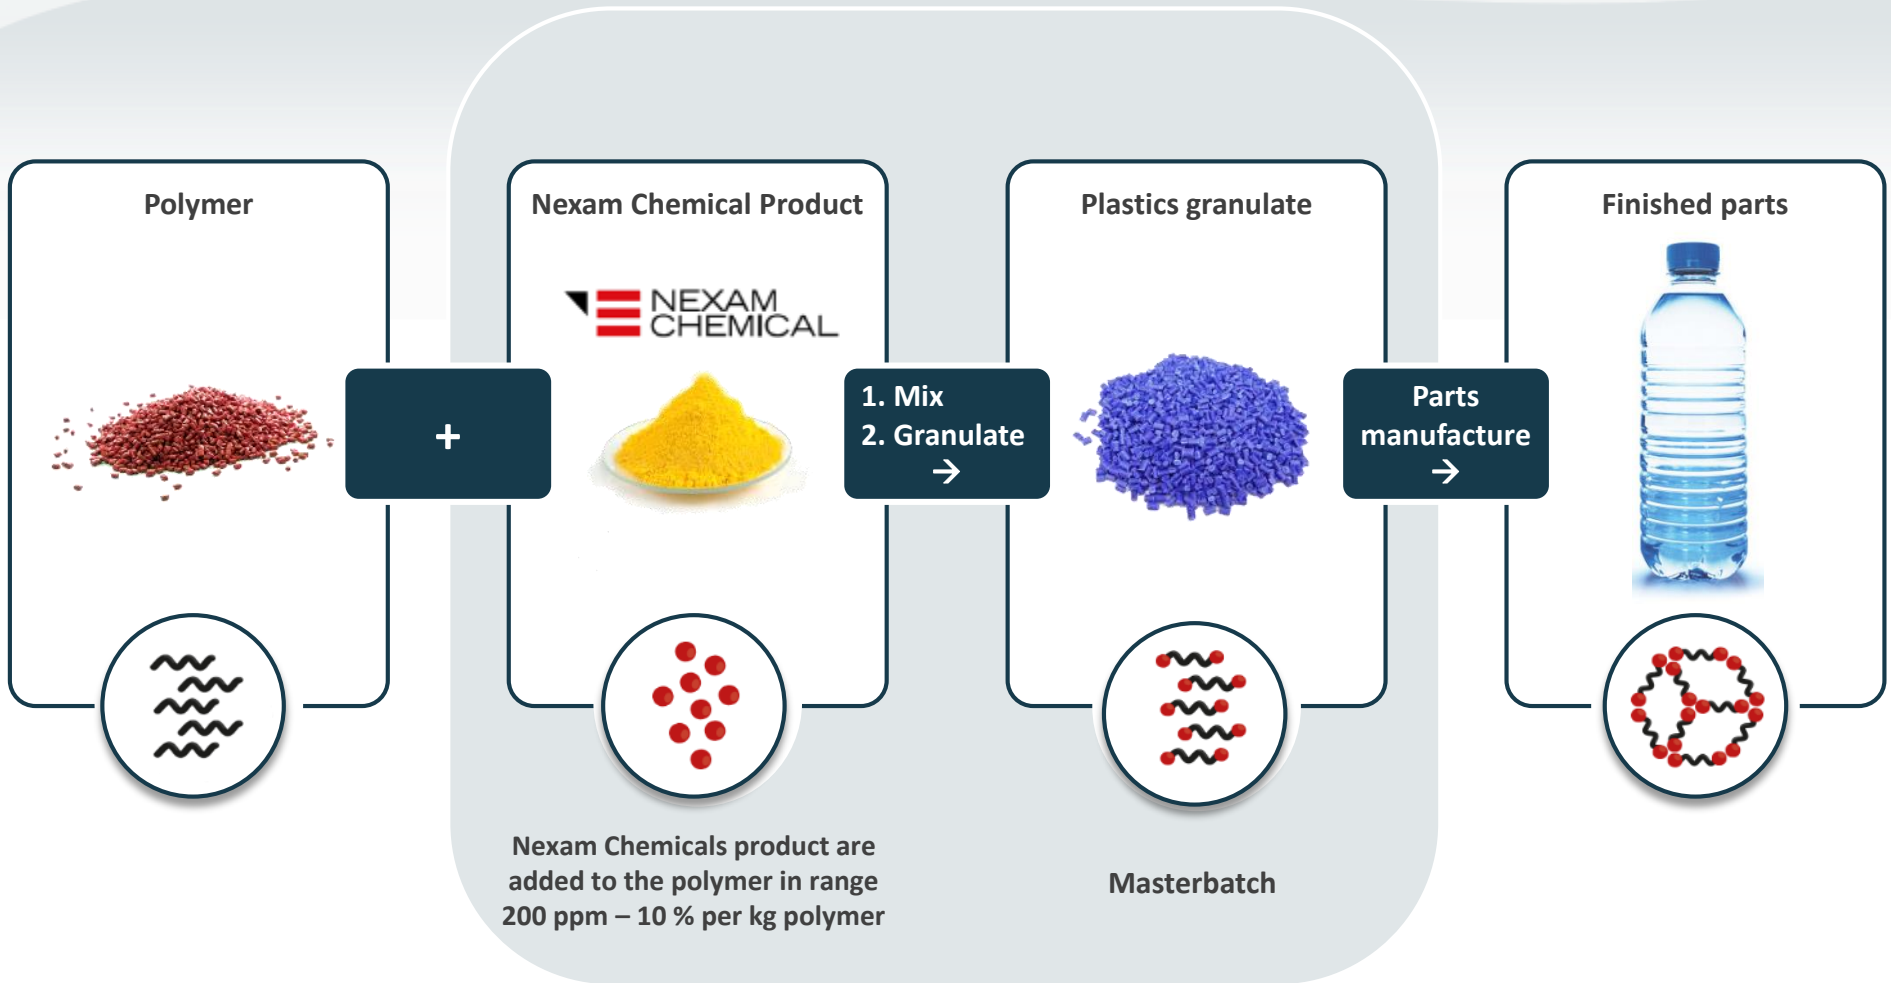 Polymer
+
Nexam Chemical Product
NEXAM
CHEMICAL
1. Mix
2. Granulate
→
Plastics granulate
Parts
manufacture
→
Finished parts
Nexam Chemicals product are
added to the polymer in range
200 ppm – 10 % per kg polymer
Masterbatch